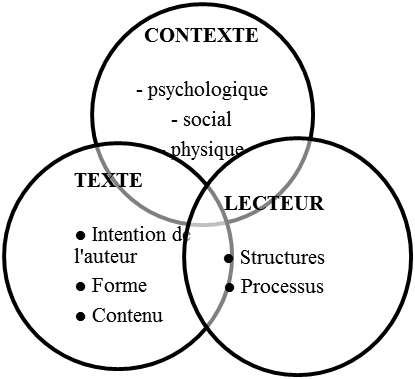 CONTEXTE
- psychologique
- social
- physique
TEXTE
● Intention de
l'auteur
● Forme
● Contenu
LECTEUR
● Structures
● Processus